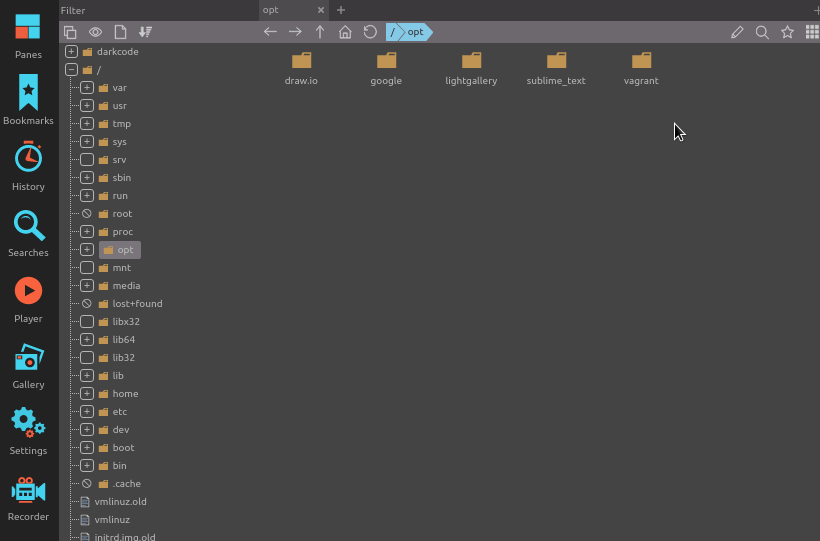 Filter
opt
/ opt
Panes
Bookmarks
History
Searches
Player
Gallery
Settings
Recorder
darkcode
/
var
usr
tmp
sys
srv
sbin
run
root
proc
opt
mnt
media
lost+found
libx32
lib64
lib32
lib
home
etc
dev
boot
bin
.cache
vmlinuz.old
vmlinuz
initrd.img.old
draw.io google lightgallery sublime_text vagrant